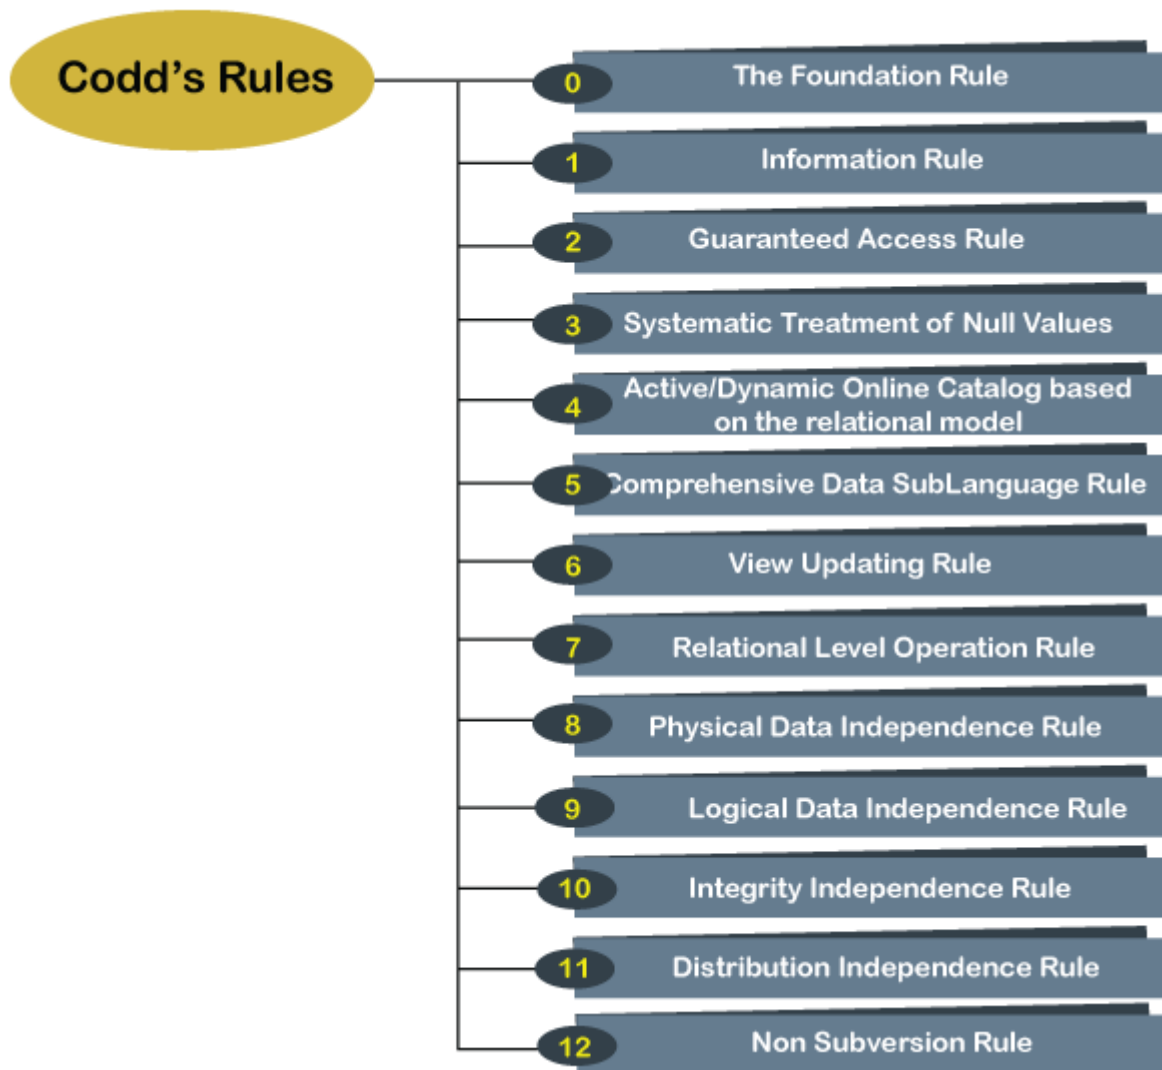 Codd's Rules
0
The Foundation Rule
1
Information Rule
2
Guaranteed Access Rule
3
Systematic Treatment of Null Values
4
Active/Dynamic Online Catalog based
on the relational model
5
Comprehensive Data SubLanguage Rule
6
View Updating Rule
7
Relational Level Operation Rule
8
Physical Data Independence Rule
9
Logical Data Independence Rule
10
Integrity Independence Rule
11
Distribution Independence Rule
12
Non Subversion Rule